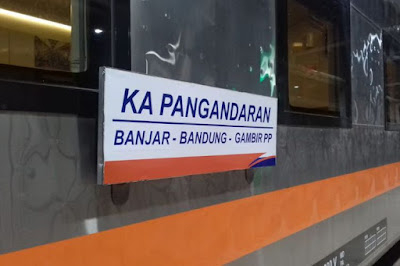 KA PANGANDARAN
BANJAR - BANDUNG - GAMBIR PP